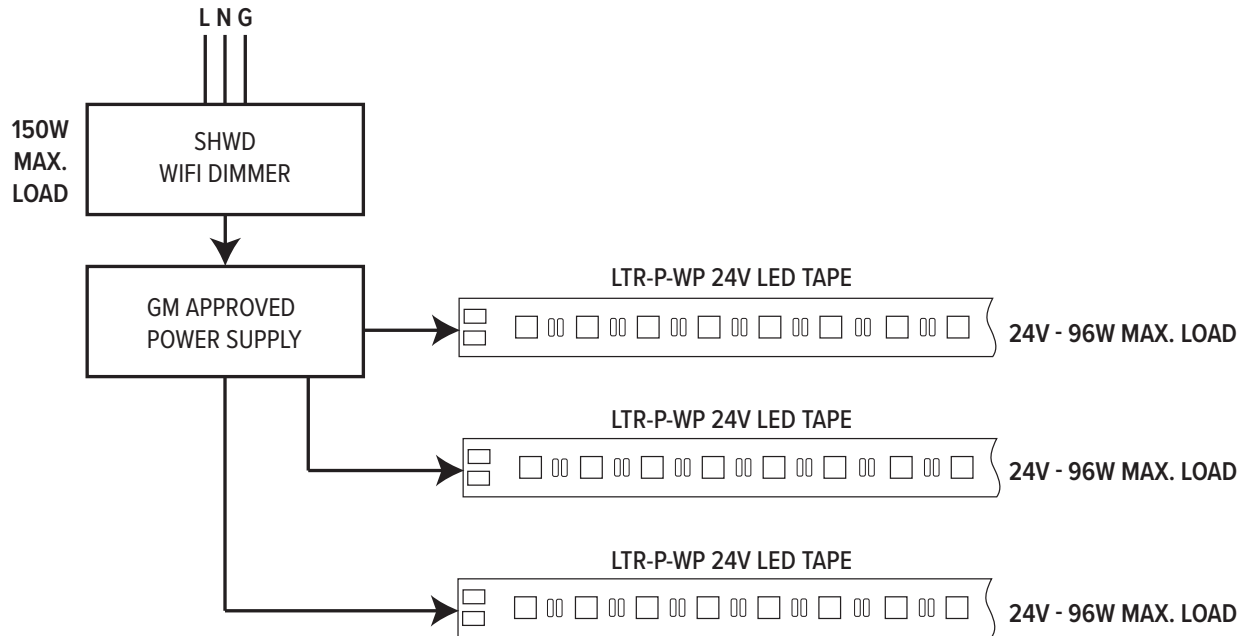 L N G
150W
MAX.
LOAD
SHWD
WIFI DIMMER
GM APPROVED
POWER SUPPLY
LTR-P-WP 24V LED TAPE
24V - 96W MAX. LOAD
LTR-P-WP 24V LED TAPE
24V - 96W MAX. LOAD
LTR-P-WP 24V LED TAPE
24V - 96W MAX. LOAD